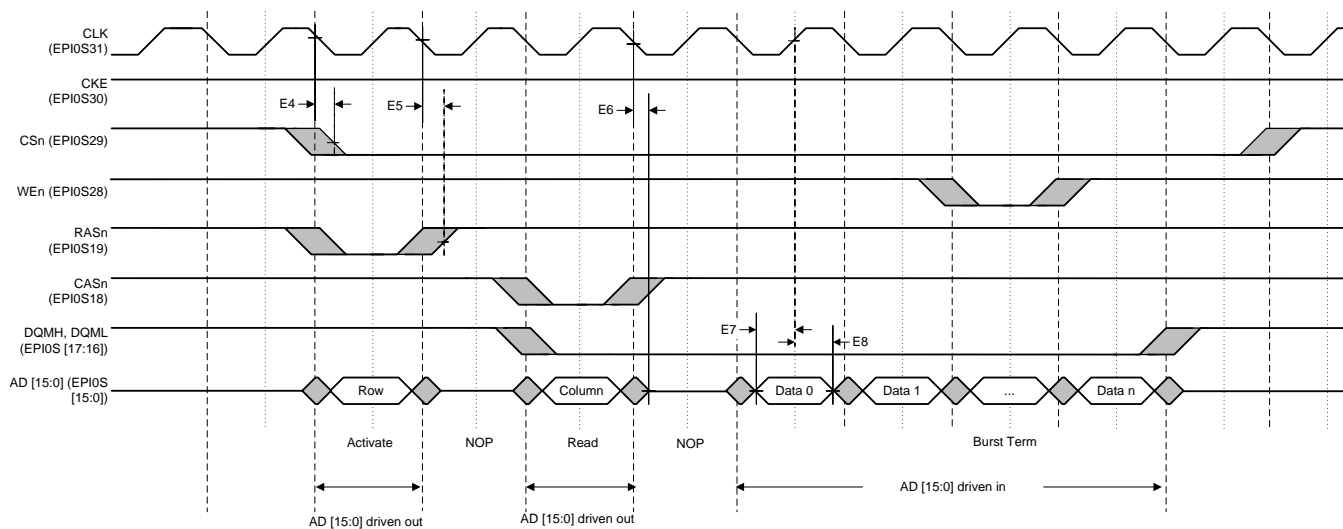 CLK
(EPI0S31)
CKE
(EPI0S30)
E4
E5
E6
CSn (EPI0S29)
WEn (EPI0S28)
RASn
(EPI0S19)
CASn
(EPI0S18)
DQMH, DQML
(EPI0S [17:16])
E7
E8
AD [15:0] (EPI0S
[15:0])
Row
Column
Data 0
Data 1
...
Data n
Activate
NOP
Read
NOP
Burst Term
AD [15:0] driven in
AD [15:0] driven out
AD [15:0] driven out